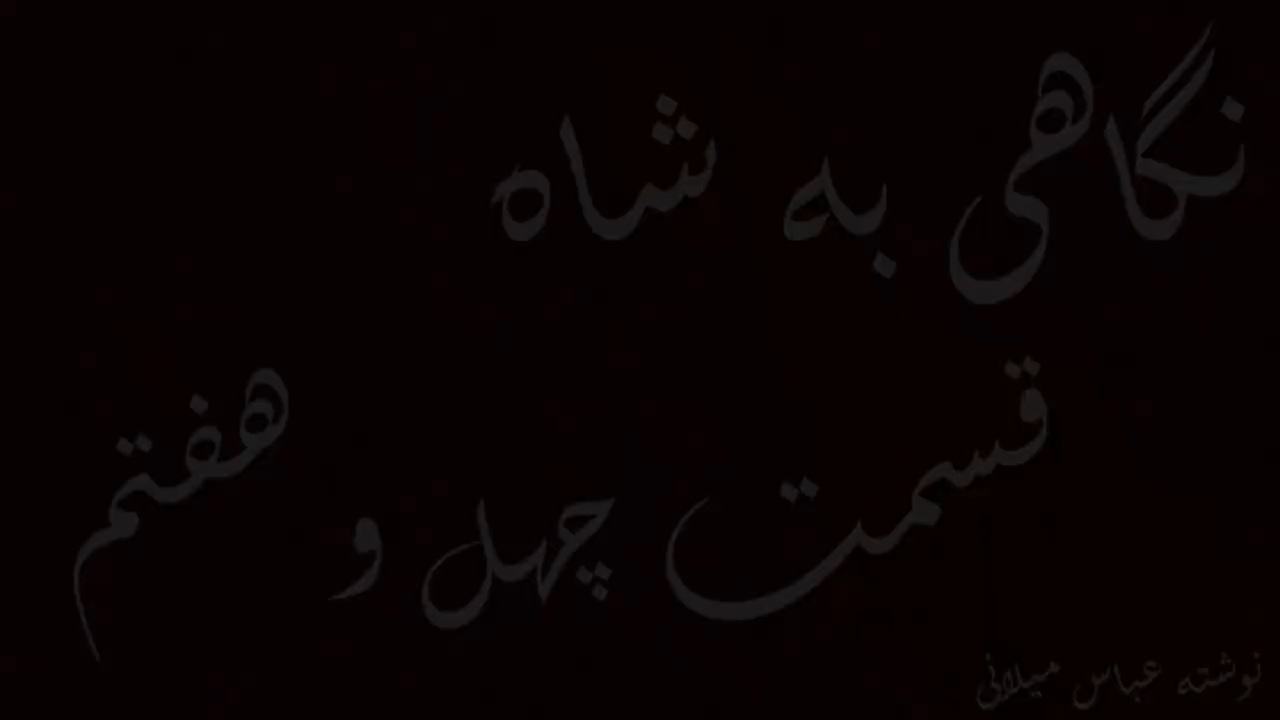 نگاهی به شاه
قسمت چهل و هفتم
نوشته عباس میلانی